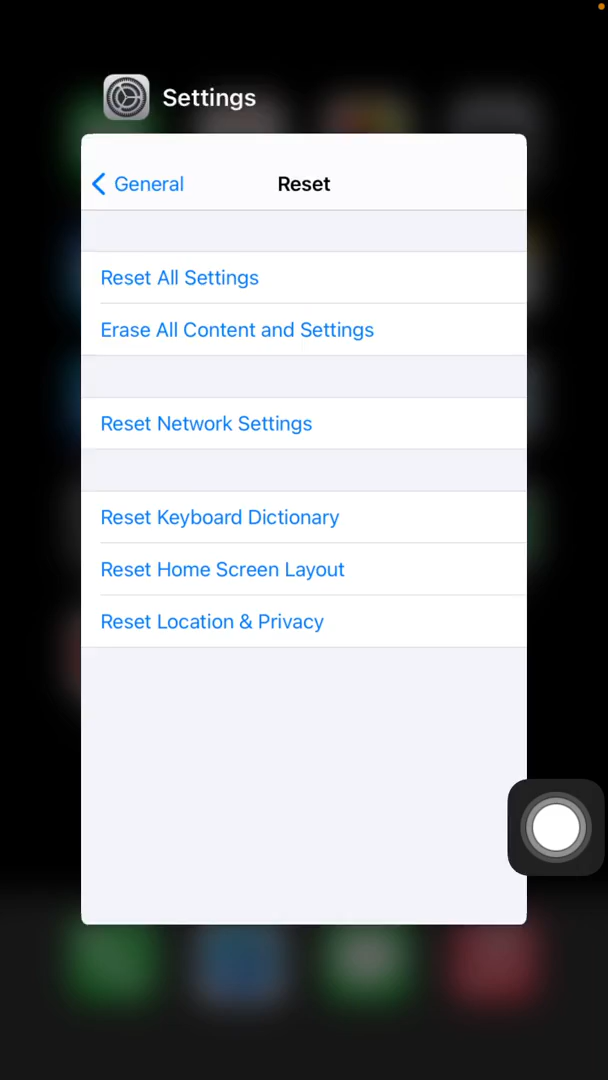 Settings
General
Reset
Reset All Settings
Erase All Content and Settings
Reset Network Settings
Reset Keyboard Dictionary
Reset Home Screen Layout
Reset Location & Privacy